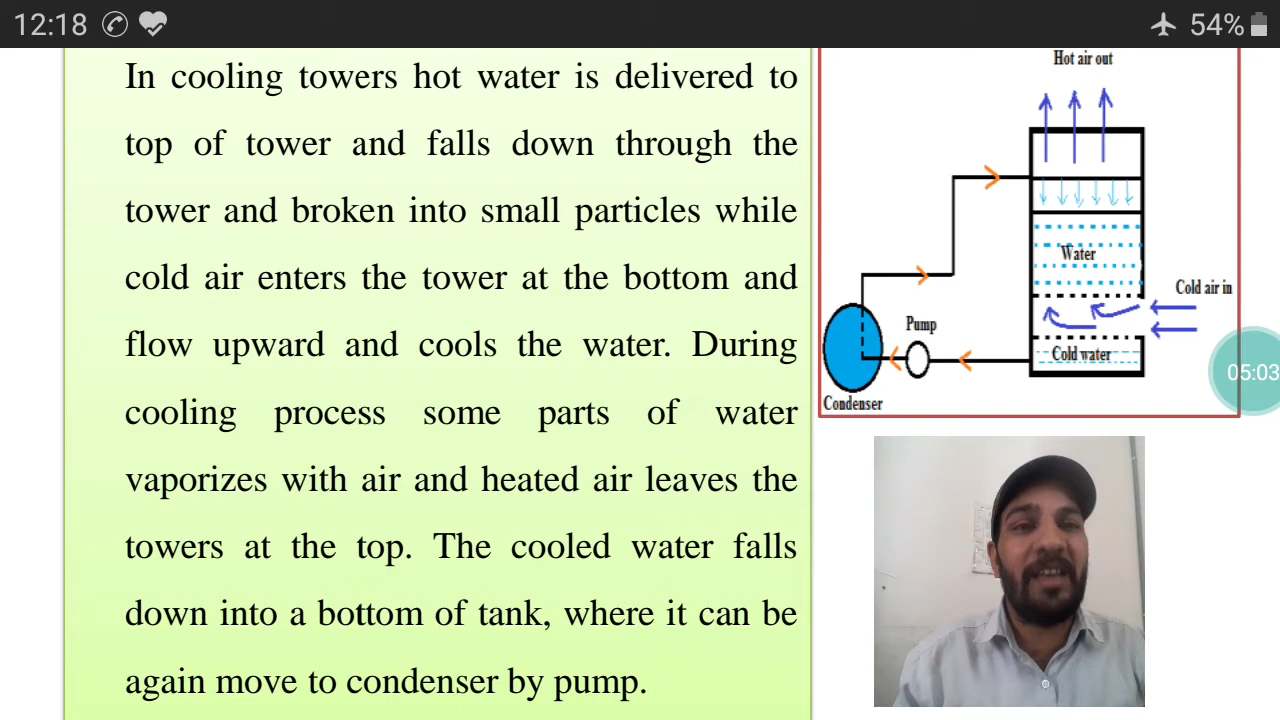 12:18
54%
In cooling towers hot water is delivered to
top of tower and falls down through the
tower and broken into small particles while
cold air enters the tower at the bottom and
flow upward and cools the water. During
cooling process some parts of water
vaporizes with air and heated air leaves the
towers at the top. The cooled water falls
down into a bottom of tank, where it can be
again move to condenser by pump.
Hot air out
Water
Cold air in
Pump
Cold water
Condenser
05:03